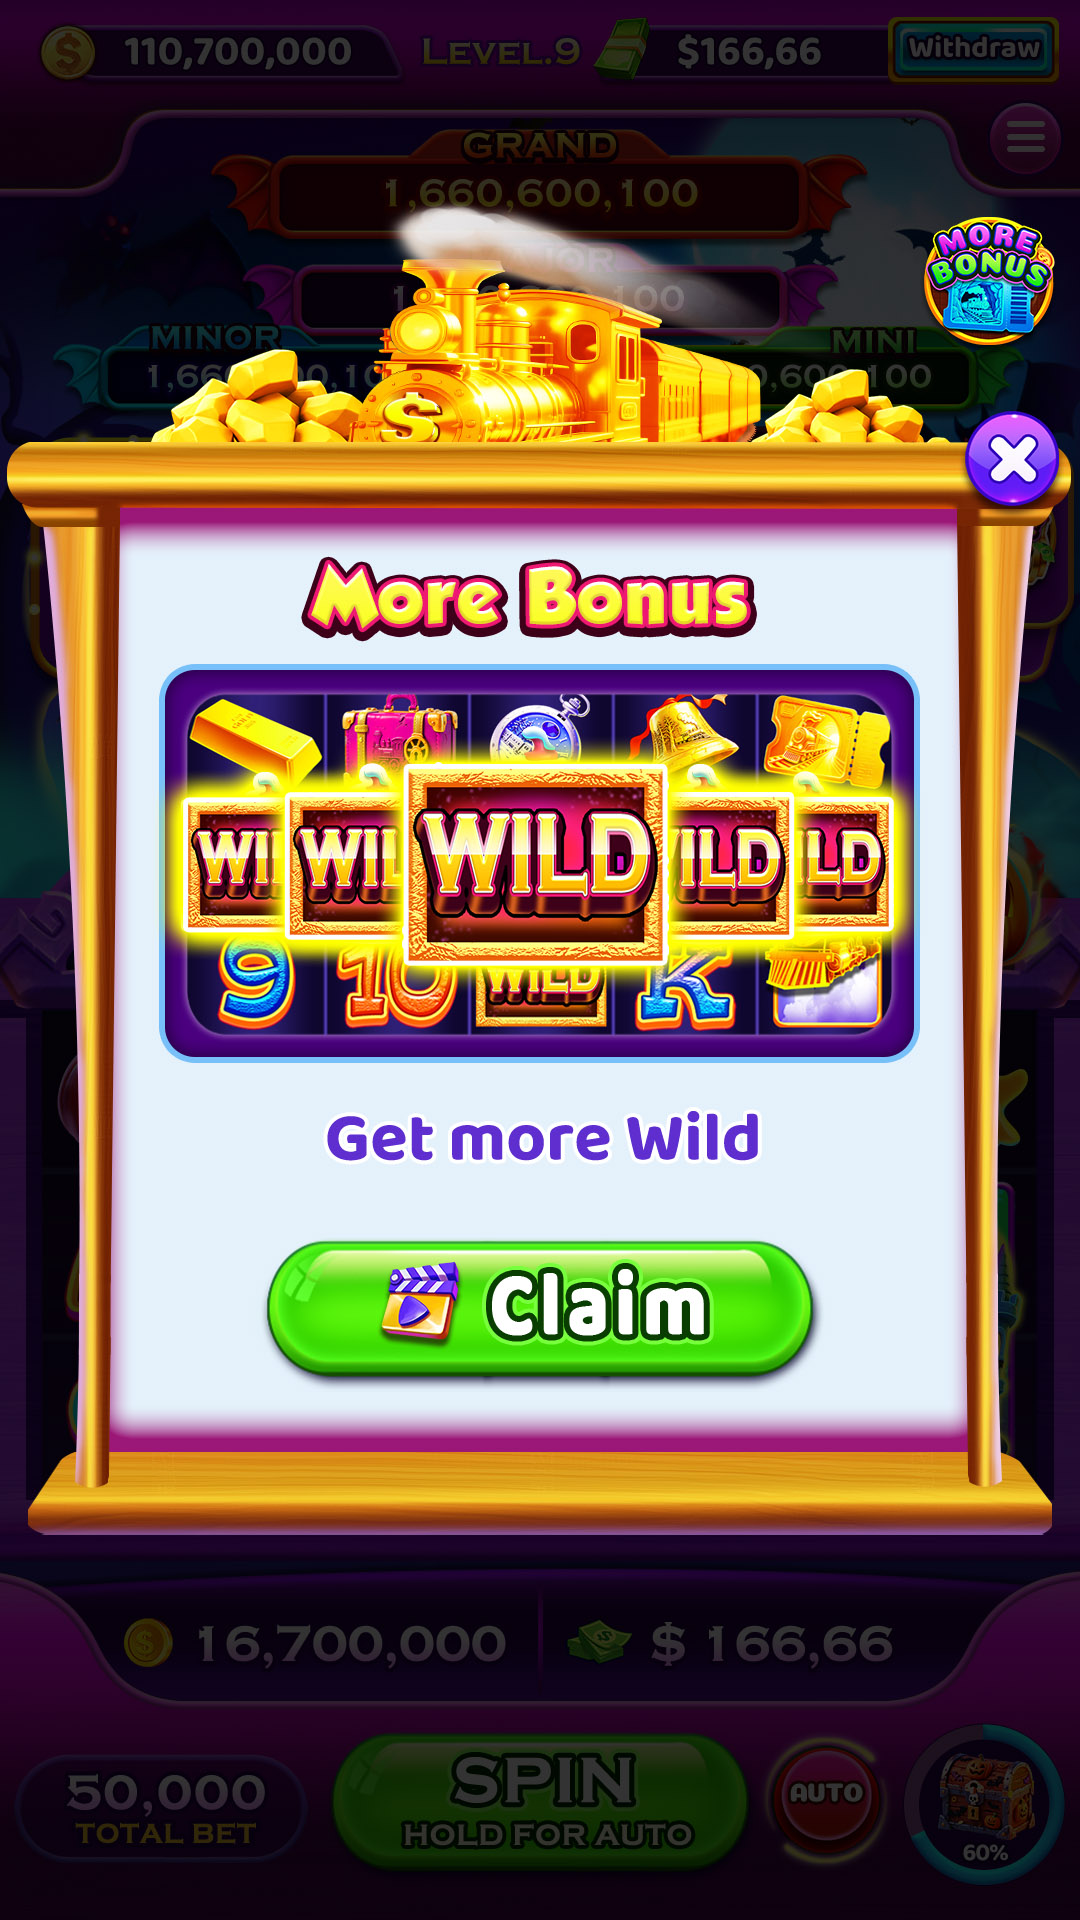 110,700,000
LEVEL.9
$166,66
Withdraw
GRAND
1,660,600,100
MORE
BONUS
MINOR
MINI
$
More Bonus
WILD
9
10
WILD
K
Get more Wild
Claim
16,700,000
$ 166,66
50,000
TOTAL BET
SPIN
HOLD FOR AUTO
AUTO
60%